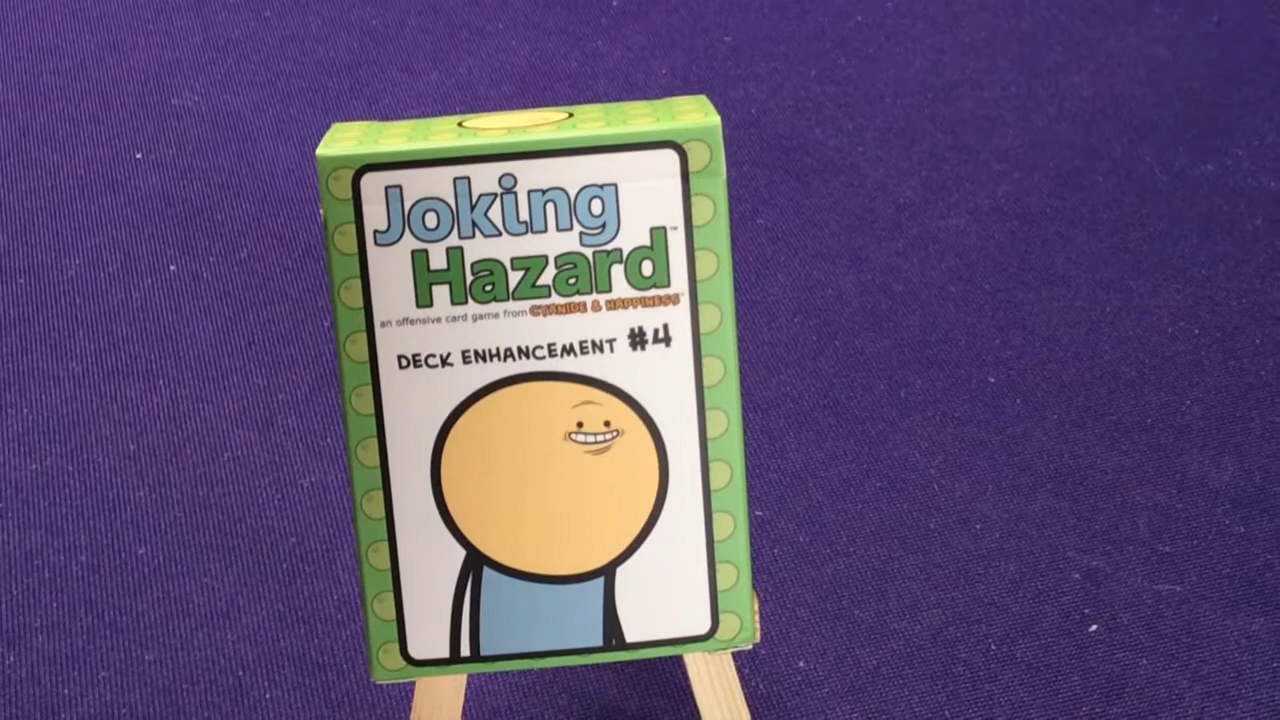 Joking
Hazard™
an offensive card game from CYANIDE & HAPPINESS™
DECK ENHANCEMENT #4